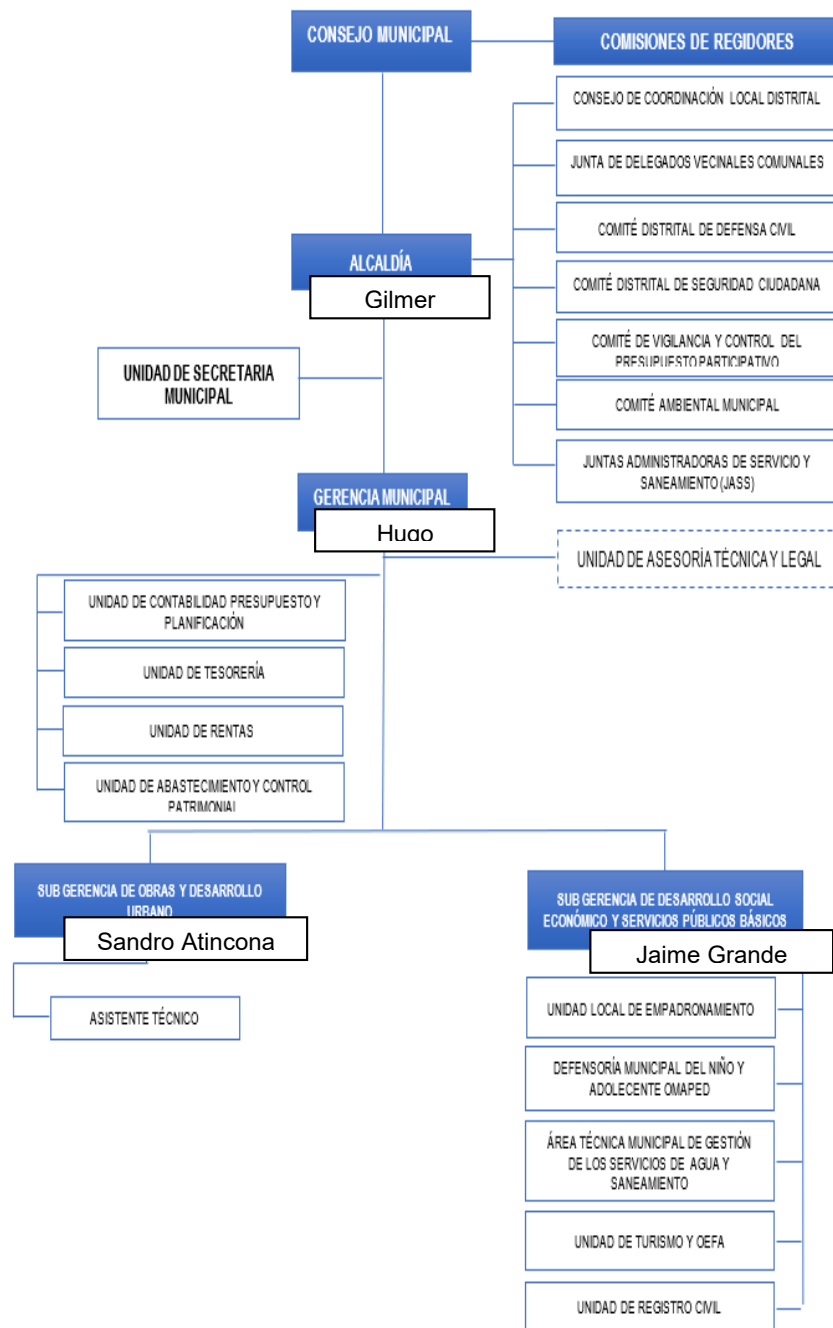 CONSEJO MUNICIPAL
COMISIONES DE REGIDORES
CONSEJO DE COORDINACIÓN LOCAL DISTRITAL
JUNTA DE DELEGADOS VECINALES COMUNALES
COMITÉ DISTRITAL DE DEFENSA CIVIL
ALCALDÍA
Gilmer
COMITÉ DISTRITAL DE SEGURIDAD CIUDADANA
COMITÉ DE VIGILANCIA Y CONTROL DEL
PRESUPUESTO PARTICIPATIVO
UNIDAD DE SECRETARIA
MUNICIPAL
COMITÉ AMBIENTAL MUNICIPAL
JUNTAS ADMINISTRADORAS DE SERVICIO Y
SANEAMIENTO (JASS)
GERENCIA MUNICIPAL
Hugo
UNIDAD DE ASESORÍA TÉCNICA Y LEGAL
UNIDAD DE CONTABILIDAD PRESUPUESTO Y
PLANIFICACIÓN
UNIDAD DE TESORERÍA
UNIDAD DE RENTAS
UNIDAD DE ABASTECIMIENTO Y CONTROL
PATRIMONIAL
SUB GERENCIA DE OBRAS Y DESARROLLO
URBANO
Sandro Atincona
ASISTENTE TÉCNICO
SUB GERENCIA DE DESARROLLO SOCIAL
ECONÓMICO Y SERVICIOS PÚBLICOS BÁSICOS
Jaime Grande
UNIDAD LOCAL DE EMPADRONAMIENTO
DEFENSORÍA MUNICIPAL DEL NIÑO Y
ADOLECENTE OMAPED
ÁREA TÉCNICA MUNICIPAL DE GESTIÓN
DE LOS SERVICIOS DE AGUA Y
SANEAMIENTO
UNIDAD DE TURISMO Y OEFA
UNIDAD DE REGISTRO CIVIL